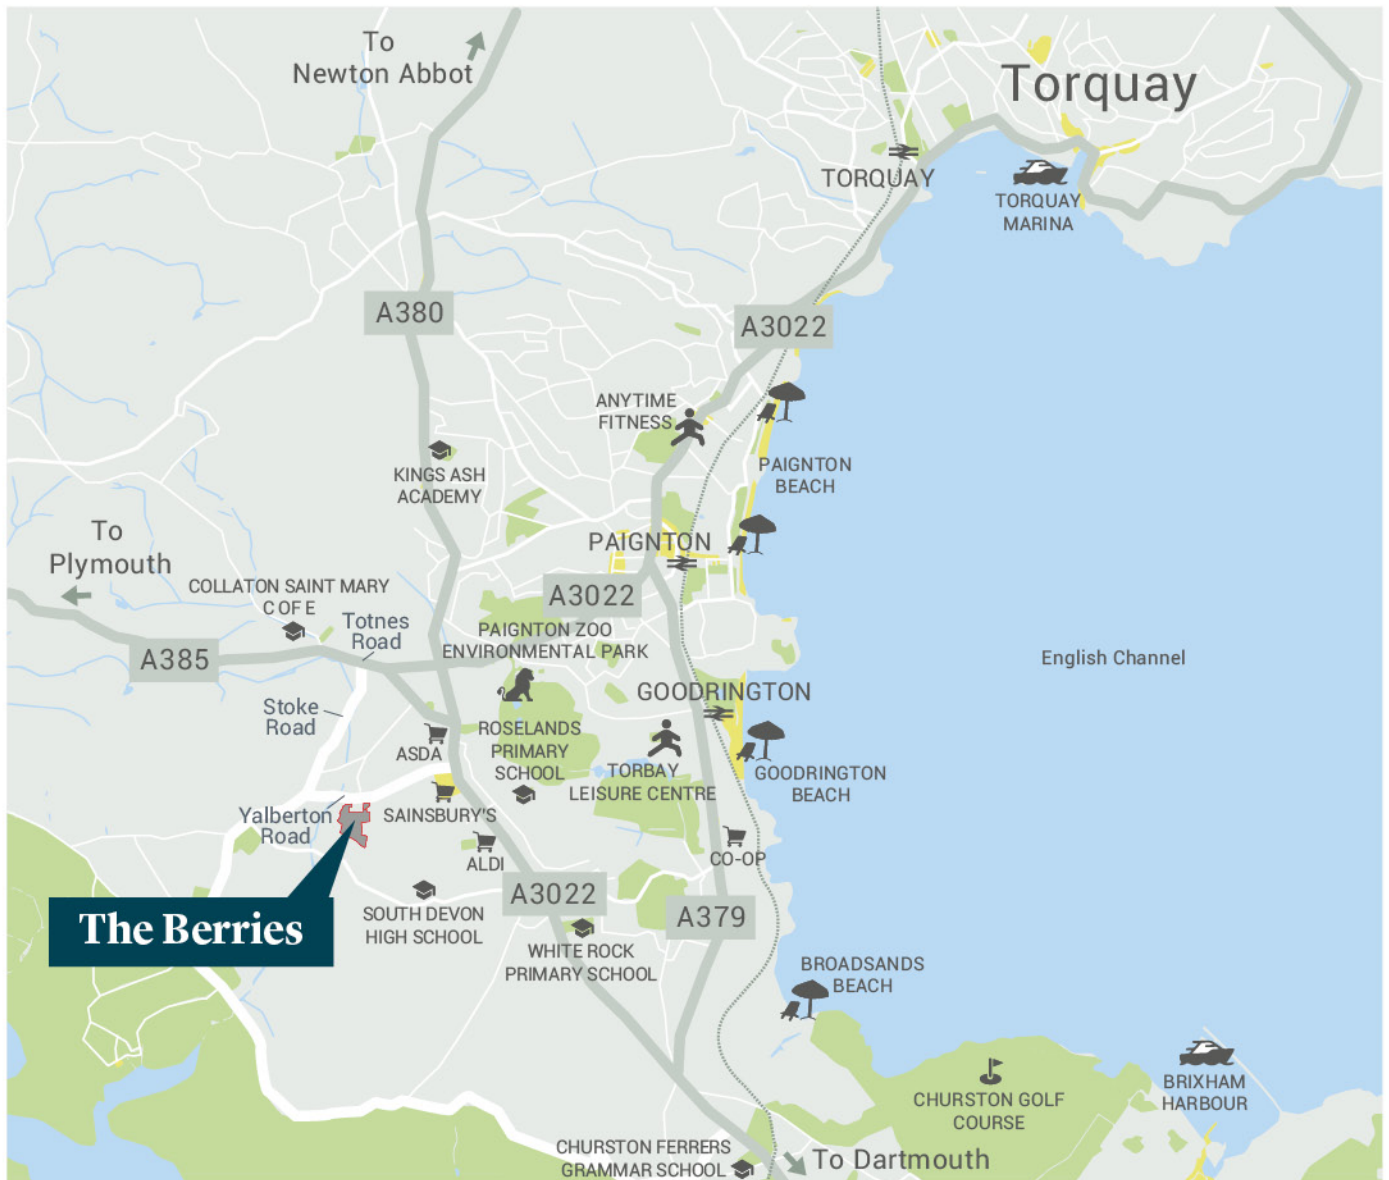 To
Newton Abbot
Torquay
TORQUAY
TORQUAY
MARINA
A380
A3022
ANYTIME
FITNESS
KINGS ASH
ACADEMY
PAIGNTON
BEACH
To
Plymouth
PAIGNTON
COLLATON SAINT MARY
C OF E
A3022
Totnes
Road
PAIGNTON ZOO
ENVIRONMENTAL PARK
A385
English Channel
GOODRINGTON
Stoke
Road
ASDA
ROSELANDS
PRIMARY
SCHOOL
TORBAY
LEISURE CENTRE
GOODRINGTON
BEACH
Yalberton
Road
SAINSBURY'S
ALDI
CO-OP
The Berries
A3022
SOUTH DEVON
HIGH SCHOOL
A379
WHITE ROCK
PRIMARY SCHOOL
BROADSANDS
BEACH
CHURSTON GOLF
COURSE
BRIXHAM
HARBOUR
CHURSTON FERRERS
GRAMMAR SCHOOL
To Dartmouth